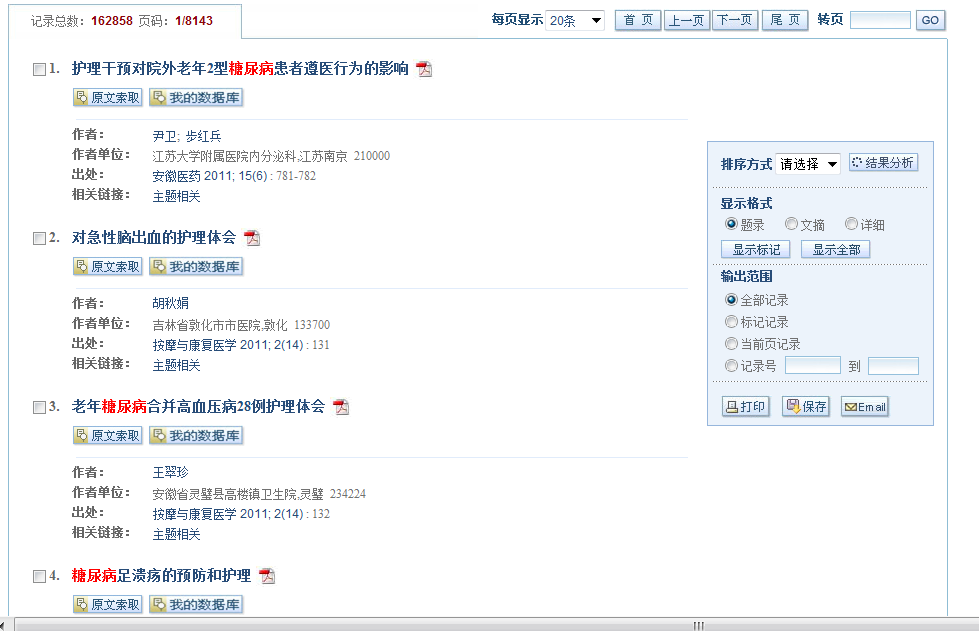 记录总数：162858 页码：1/8143
每页显示 20条 首 页 上一页 下一页 尾 页 转页 GO
1. 护理干预对院外老年2型糖尿病患者遵医行为的影响
原文索取 我的数据库
作者： 尹卫; 步红兵
作者单位： 江苏大学附属医院内分泌科,江苏南京 210000
出处： 安徽医药 2011; 15(6) : 781-782
相关链接： 主题相关
2. 对急性脑出血的护理体会
原文索取 我的数据库
作者： 胡秋娟
作者单位： 吉林省敦化市市医院,敦化 133700
出处： 按摩与康复医学 2011; 2(14) : 131
相关链接： 主题相关
3. 老年糖尿病合并高血压病28例护理体会
原文索取 我的数据库
作者： 王翠珍
作者单位： 安徽省灵璧县高楼镇卫生院,灵璧 234224
出处： 按摩与康复医学 2011; 2(14) : 132
相关链接： 主题相关
4. 糖尿病足溃疡的预防和护理
原文索取 我的数据库
排序方式 请选择 结果分析
显示格式
题录 文摘 详细
显示标记 显示全部
输出范围
全部记录
标记记录
当前页记录
记录号 到
打印 保存 Email